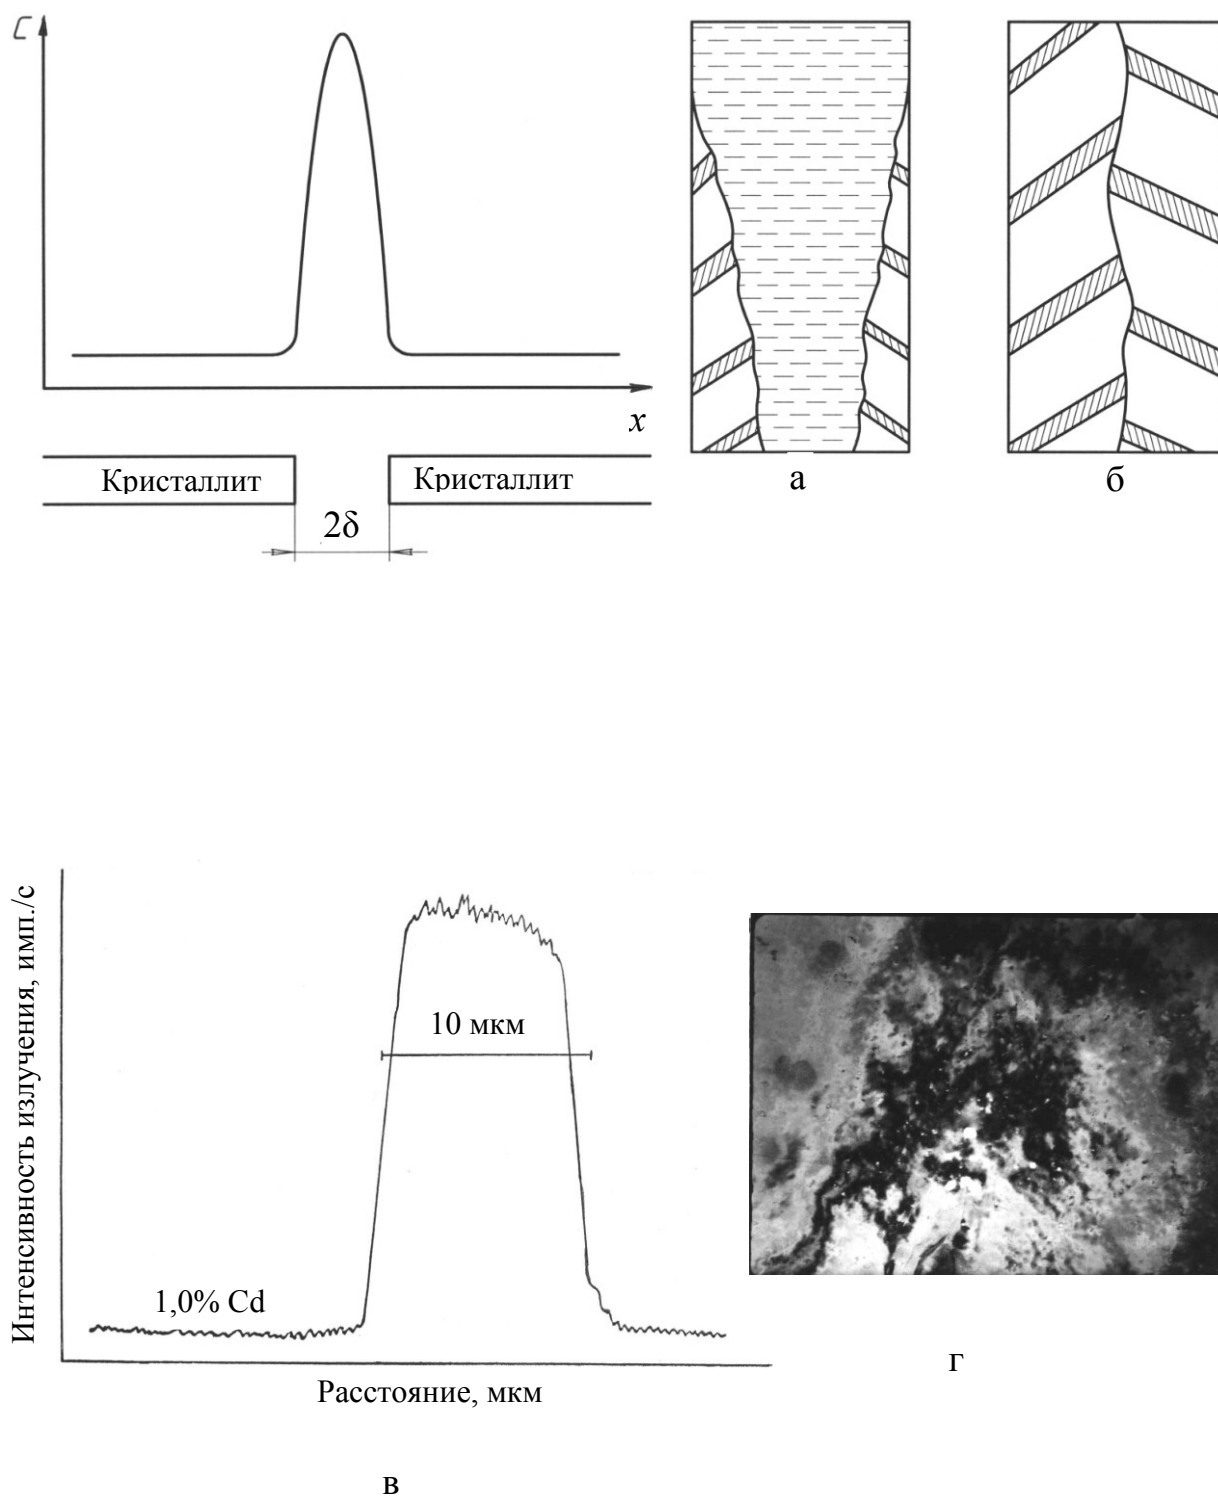 C
x
Кристаллит
Кристаллит
2δ
а
б
Интенсивность излучения, имп./с
10 мкм
1,0% Cd
Расстояние, мкм
в
г